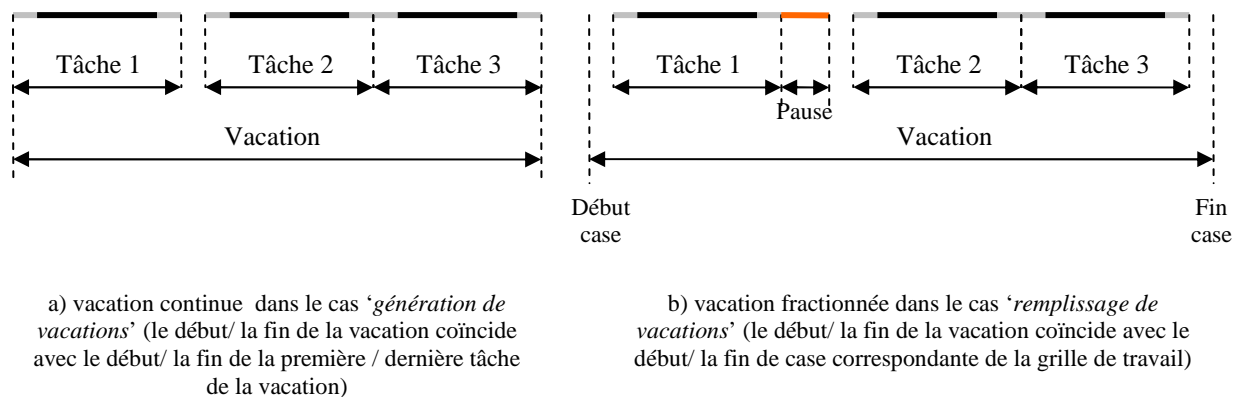 Tâche 1 Tâche 2 Tâche 3
Vacation
Tâche 1 Tâche 2 Tâche 3
Pause
Vacation
Début
case
Fin
case
a) vacation continue dans le cas ‘génération de
vacations’ (le début/ la fin de la vacation coïncide
avec le début/ la fin de la première / dernière tâche
de la vacation)
b) vacation fractionnée dans le cas ‘remplissage de
vacations’ (le début/ la fin de la vacation coïncide avec le
début/ la fin de case correspondante de la grille de travail)